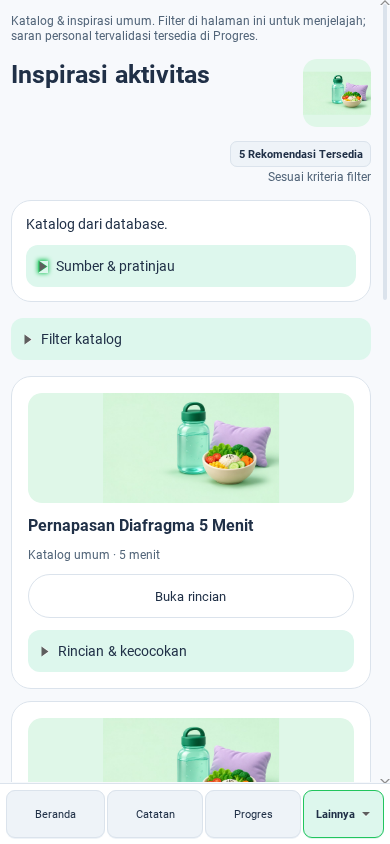 Katalog & inspirasi umum. Filter di halaman ini untuk menjelajah;
saran personal tervalidasi tersedia di Progres.
Inspirasi aktivitas
5 Rekomendasi Tersedia
Sesuai kriteria filter
Katalog dari database.
Sumber & pratinjau
Filter katalog
Pernapasan Diafragma 5 Menit
Katalog umum · 5 menit
Buka rincian
Rincian & kecocokan
Beranda
Catatan
Progres
Lainnya